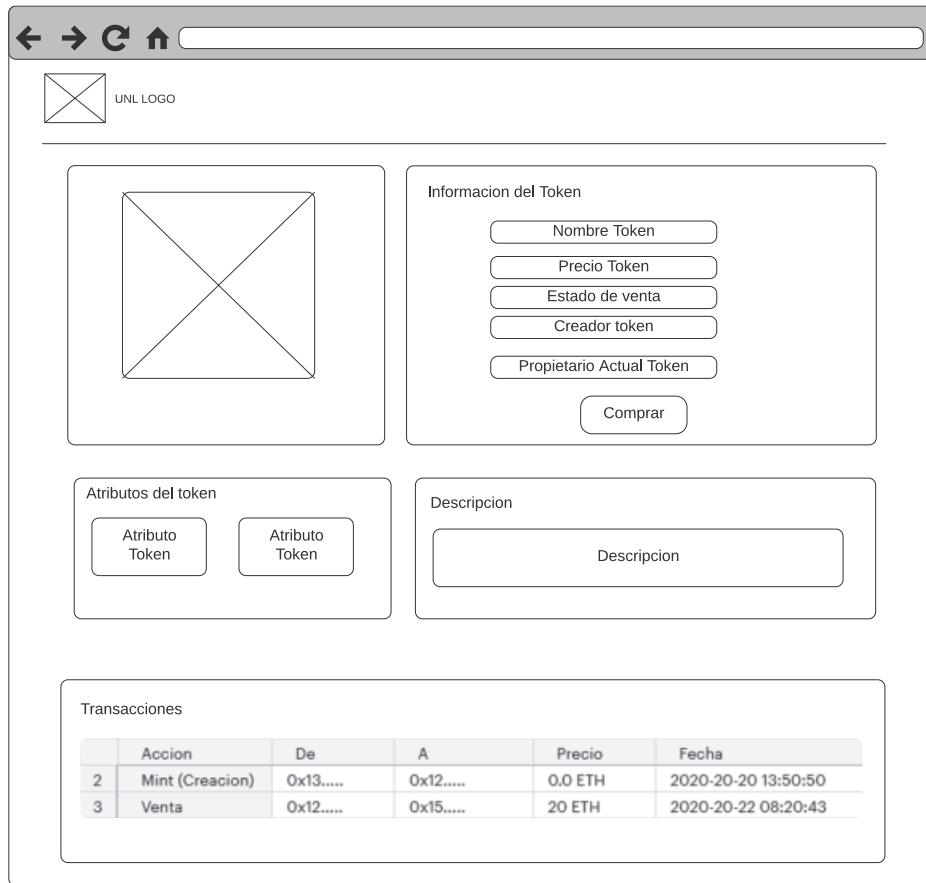 UNL LOGO
Informacion del Token
Nombre Token
Precio Token
Estado de venta
Creador token
Propietario Actual Token
Comprar
Atributos del token
Atributo
Token
Atributo
Token
Descripcion
Descripcion
Transacciones
Accion De A Precio Fecha
2 Mint (Creacion) 0x13..... 0x12..... 0.0 ETH 2020-20-20 13:50:50
3 Venta 0x12..... 0x15..... 20 ETH 2020-20-22 08:20:43